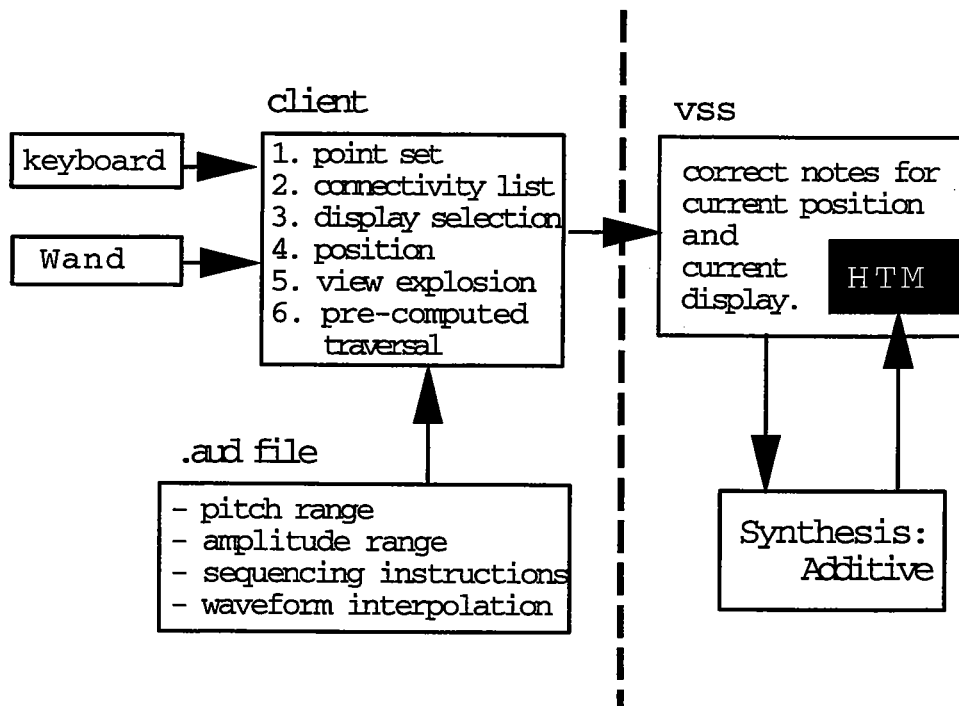 client
keyboard
Wand
1. point set
2. connectivity list
3. display selection
4. position
5. view explosion
6. pre-computed
traversal
.aud file
- pitch range
- amplitude range
- sequencing instructions
- waveform interpolation
vss
correct notes for
current position
and
current
display.
HTM
Synthesis:
Additive